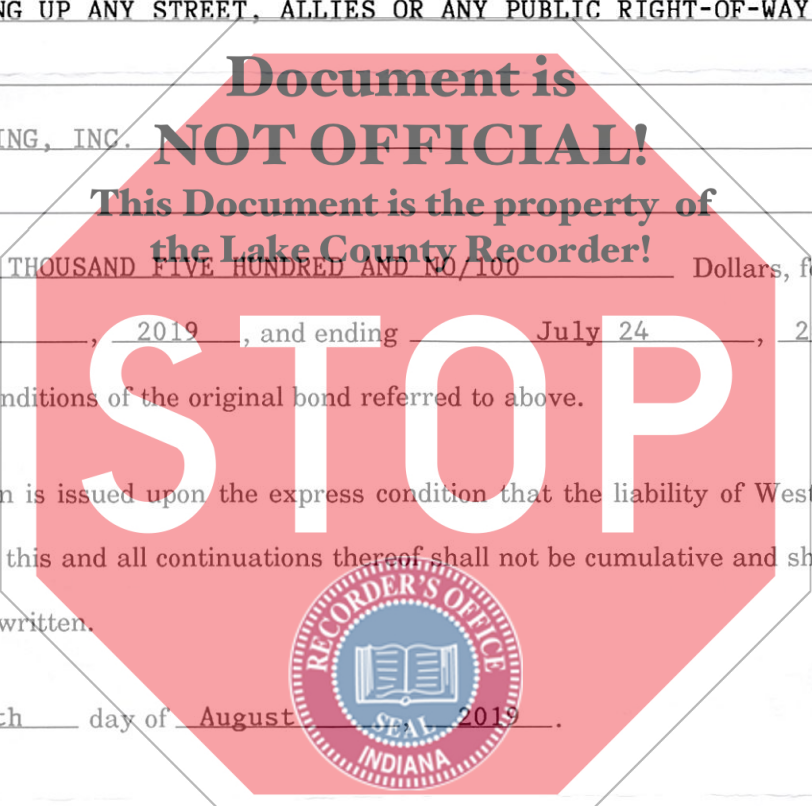 NG UP ANY STREET, ALLIES OR ANY PUBLIC RIGHT-OF-WAY
Document is
NOT OFFICIAL!
ING, INC.
This Document is the property of
the Lake County Recorder!
THOUSAND FIVE HUNDRED AND NO/100 Dollars, f
, 2019 , and ending July 24 , 2
STOP
nditions of the original bond referred to above.
n is issued upon the express condition that the liability of West
this and all continuations thereof shall not be cumulative and sh
written.
RECORDER'S OFFICE
SEAL
INDIANA
th day of August , 2019 .